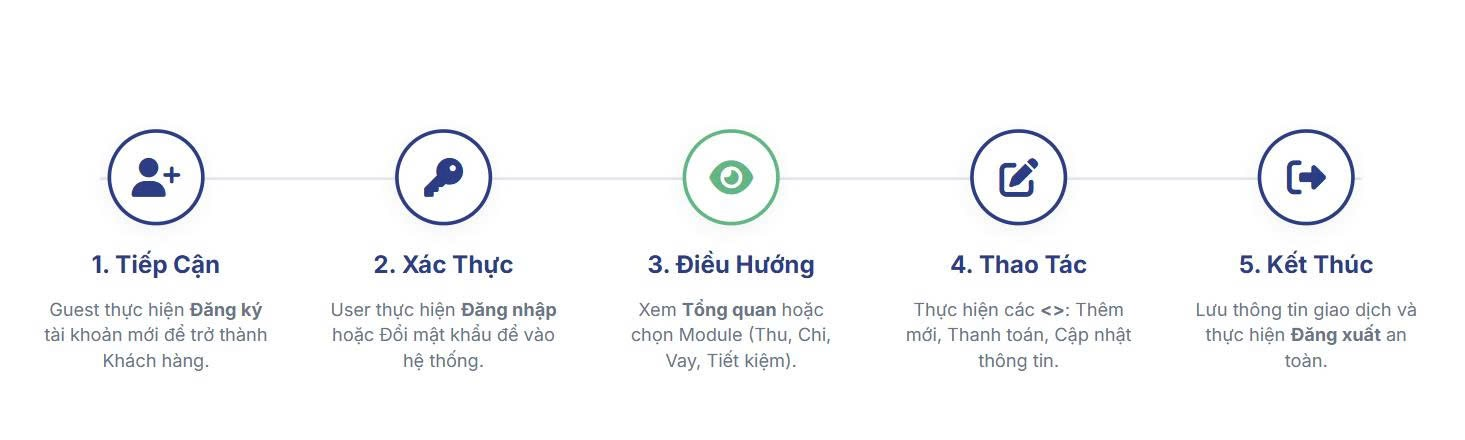 1. Tiếp Cận
Guest thực hiện Đăng ký
tài khoản mới để trở thành
Khách hàng.
2. Xác Thực
User thực hiện Đăng nhập
hoặc Đổi mật khẩu để vào
hệ thống.
3. Điều Hướng
Xem Tổng quan hoặc
chọn Module (Thu, Chi,
Vay, Tiết kiệm).
4. Thao Tác
Thực hiện các <>: Thêm
mới, Thanh toán, Cập nhật
thông tin.
5. Kết Thúc
Lưu thông tin giao dịch và
thực hiện Đăng xuất an
toàn.